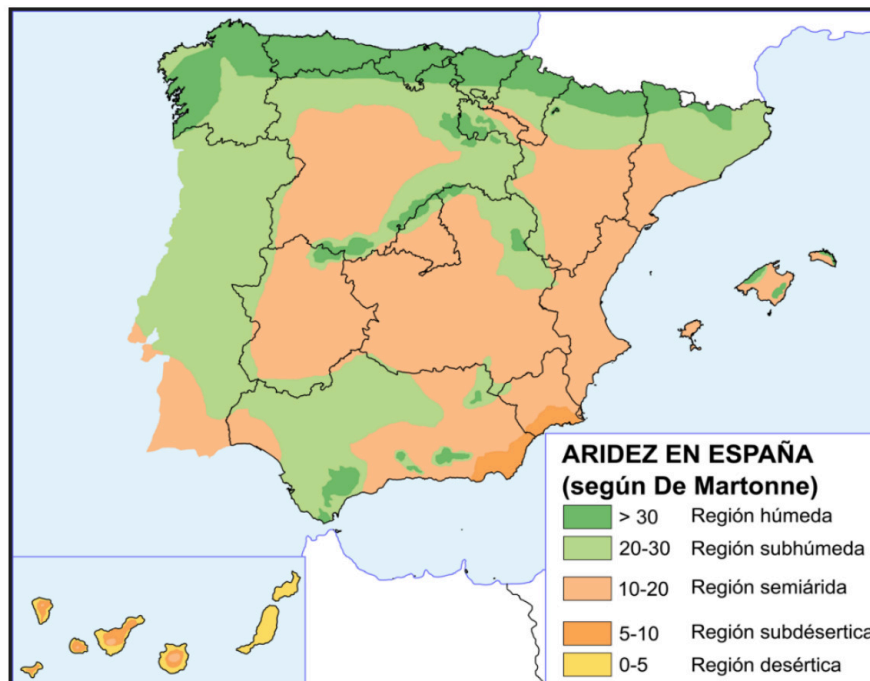 ARIDEZ EN ESPAÑA
(según De Martonne)
> 30 Región húmeda
20-30 Región subhúmeda
10-20 Región semiárida
5-10 Región subdésertica
0-5 Región desértica